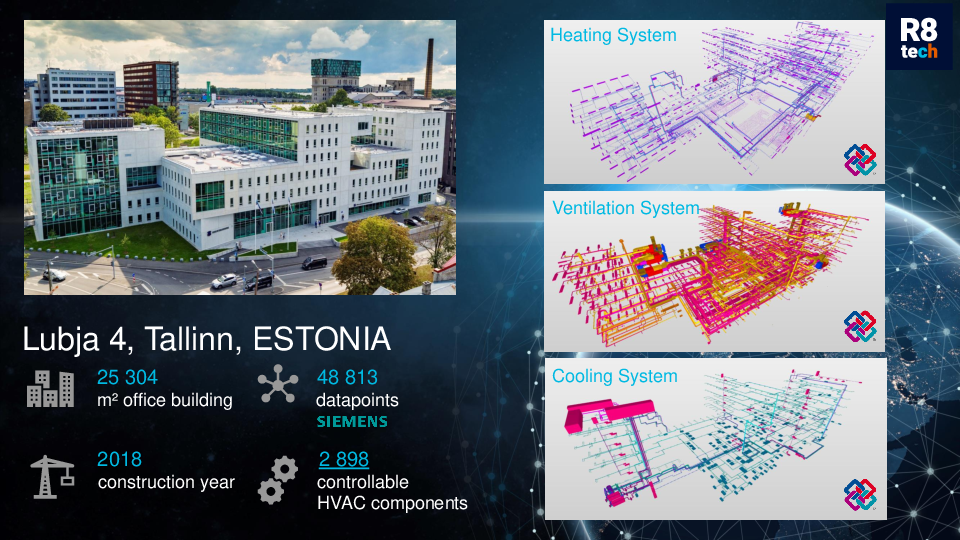 R8
tech
Heating System
Ventilation System
Cooling System
Lubja 4, Tallinn, ESTONIA
25 304
m² office building
48 813
datapoints
SIEMENS
2018
construction year
2 898
controllable
HVAC components